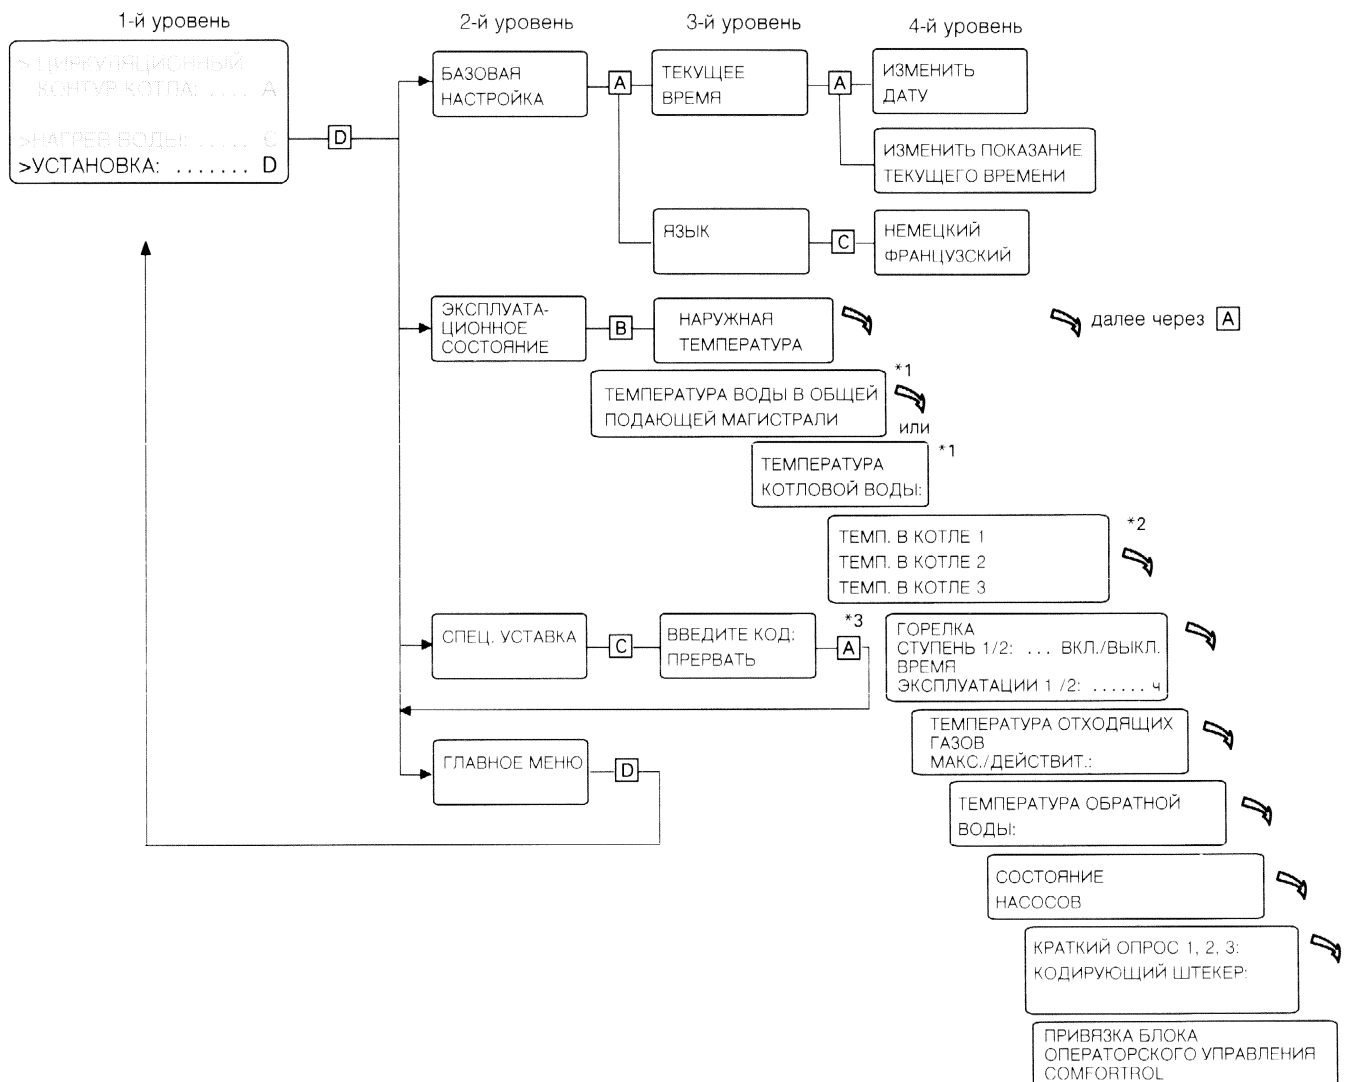 1-й уровень
2-й уровень
3-й уровень
4-й уровень
> ЦИРКУЛЯЦИОННЫЙ
КОНТУР КОТЛА: .... A
>НАГРЕВ ВОДЫ: ..... C
>УСТАНОВКА: ....... D
D
БАЗОВАЯ
НАСТРОЙКА
A
ТЕКУЩЕЕ
ВРЕМЯ
A
ИЗМЕНИТЬ
ДАТУ
ИЗМЕНИТЬ ПОКАЗАНИЕ
ТЕКУЩЕГО ВРЕМЕНИ
ЯЗЫК
C
НЕМЕЦКИЙ
ФРАНЦУЗСКИЙ
ЭКСПЛУАТА-
ЦИОННОЕ
СОСТОЯНИЕ
B
НАРУЖНАЯ
ТЕМПЕРАТУРА
далее через A
*1
ТЕМПЕРАТУРА ВОДЫ В ОБЩЕЙ
ПОДАЮЩЕЙ МАГИСТРАЛИ
или
*1
ТЕМПЕРАТУРА
КОТЛОВОЙ ВОДЫ:
*2
ТЕМП. В КОТЛЕ 1
ТЕМП. В КОТЛЕ 2
ТЕМП. В КОТЛЕ 3
СПЕЦ. УСТАВКА
C
ВВЕДИТЕ КОД:
ПРЕРВАТЬ
*3
A
ГОРЕЛКА
СТУПЕНЬ 1/2: ... ВКЛ./ВЫКЛ.
ВРЕМЯ
ЭКСПЛУАТАЦИИ 1 /2: ...... ч
ТЕМПЕРАТУРА ОТХОДЯЩИХ
ГАЗОВ
МАКС./ДЕЙСТВИТ.:
ГЛАВНОЕ МЕНЮ
D
ТЕМПЕРАТУРА ОБРАТНОЙ
ВОДЫ:
СОСТОЯНИЕ
НАСОСОВ
КРАТКИЙ ОПРОС 1, 2, 3:
КОДИРУЮЩИЙ ШТЕКЕР:
ПРИВЯЗКА БЛОКА
ОПЕРАТОРСКОГО УПРАВЛЕНИЯ
COMFORTROL